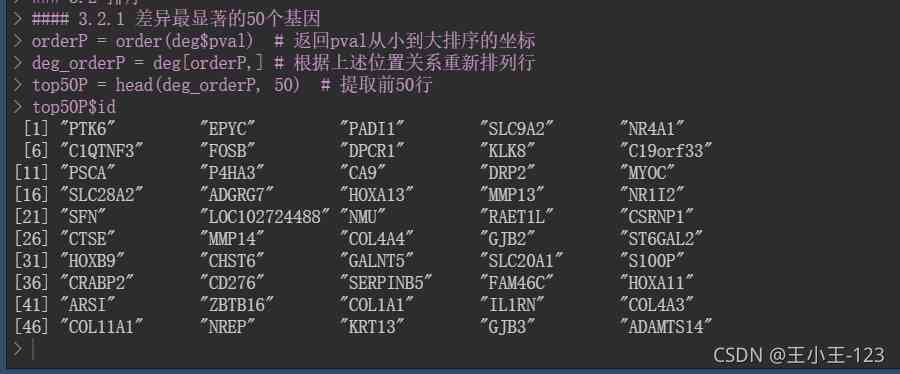 > #### 3.2.1 差异最显著的50个基因
> orderP = order(deg$pval)  # 返回pval从小到大排序的坐标
> deg_orderP = deg[orderP,] # 根据上述位置关系重新排列行
> top50P = head(deg_orderP, 50)  # 提取前50行
> top50P$id
 [1] "PTK6"         "EPYC"         "PADI1"        "SLC9A2"       "NR4A1"
 [6] "C1QTNF3"      "FOSB"         "DPCR1"        "KLK8"         "C19orf33"
[11] "PSCA"         "P4HA3"        "CA9"          "DRP2"         "MYOC"
[16] "SLC28A2"      "ADGRG7"       "HOXA13"       "MMP13"        "NR1I2"
[21] "SFN"          "LOC102724488" "NMU"          "RAET1L"       "CSRNP1"
[26] "CTSE"         "MMP14"        "COL4A4"       "GJB2"         "ST6GAL2"
[31] "HOXB9"        "CHST6"        "GALNT5"       "SLC20A1"      "S100P"
[36] "CRABP2"       "CD276"        "SERPINB5"     "FAM46C"       "HOXA11"
[41] "ARSI"         "ZBTB16"       "COL1A1"       "IL1RN"        "COL4A3"
[46] "COL11A1"      "NREP"         "KRT13"        "GJB3"         "ADAMTS14"
>
CSDN @王小王-123